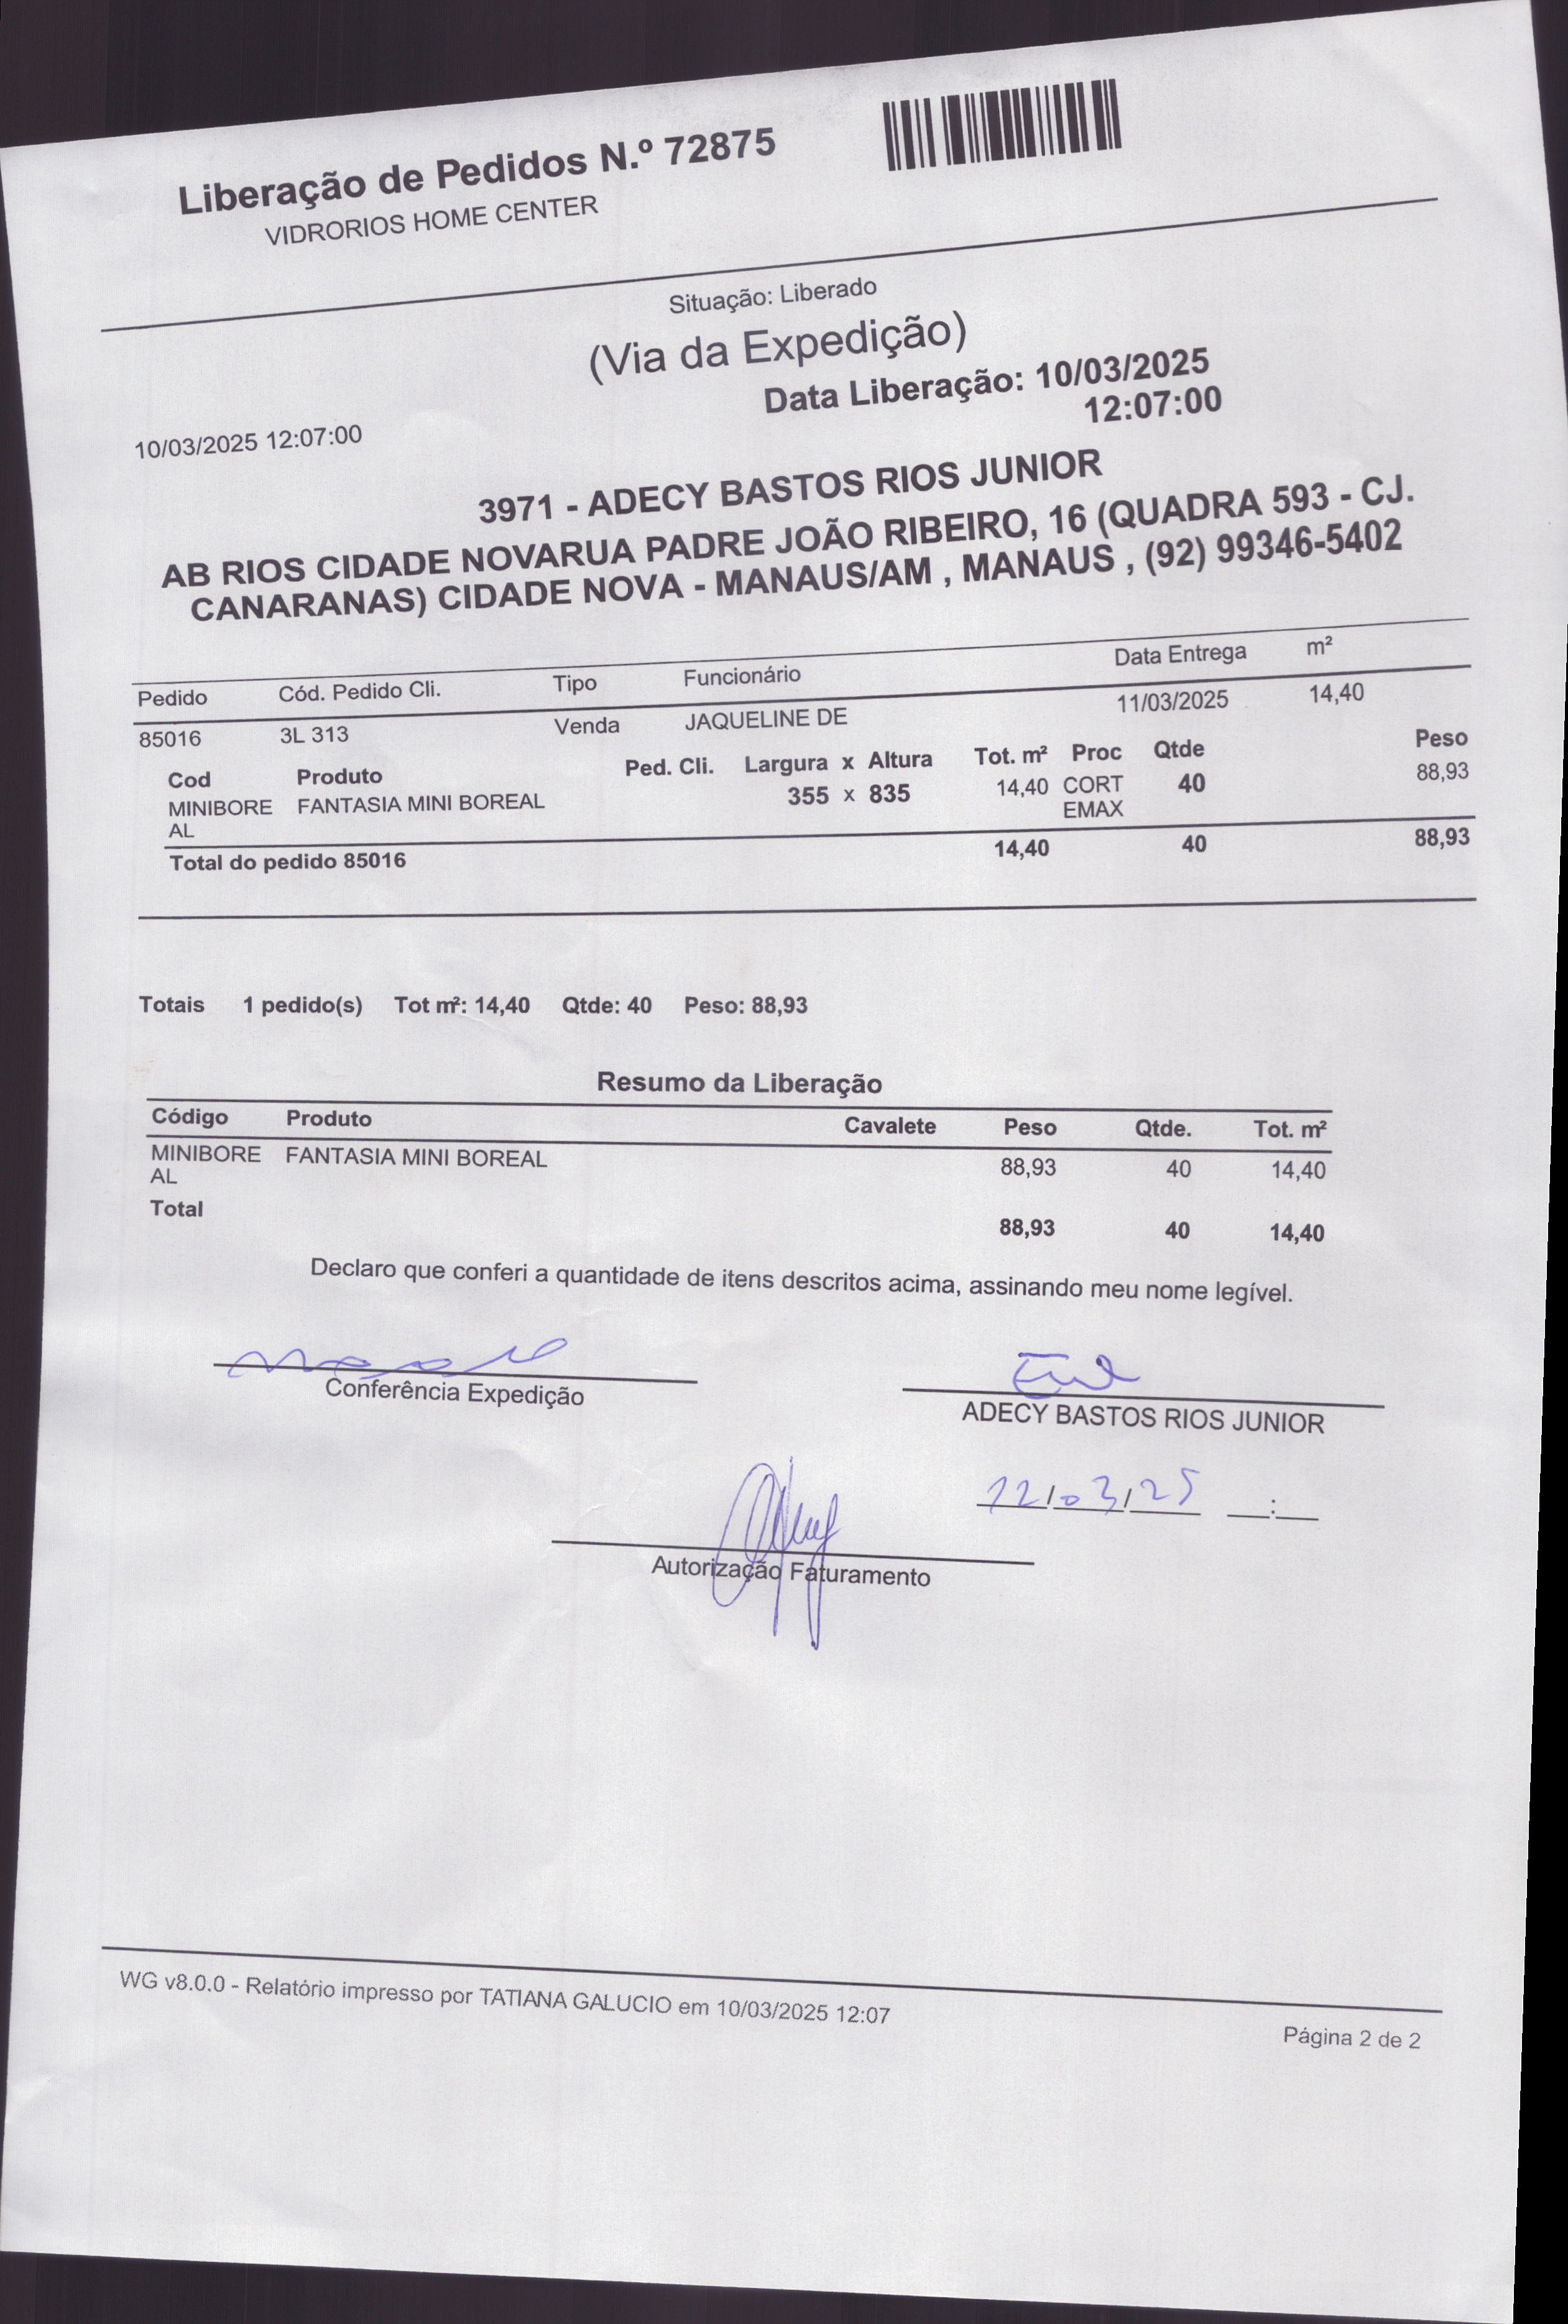 Liberação de Pedidos N.º 72875
VIDRORIOS HOME CENTER
Situação: Liberado
(Via da Expedição)
Data Liberação: 10/03/2025
12:07:00
10/03/2025 12:07:00
3971 - ADECY BASTOS RIOS JUNIOR
AB RIOS CIDADE NOVARUA PADRE JOÃO RIBEIRO, 16 (QUADRA 593 - CJ.
CANARANAS) CIDADE NOVA - MANAUS/AM , MANAUS , (92) 99346-5402
Pedido Cód. Pedido Cli. Tipo Funcionário Data Entrega m²
85016 3L 313 Venda JAQUELINE DE 11/03/2025 14,40
Cod Produto Ped. Cli. Largura x Altura Tot. m² Proc Qtde Peso
MINIBORE FANTASIA MINI BOREAL 355 x 835 14,40 CORT 40 88,93
AL EMAX
Total do pedido 85016 14,40 40 88,93
Totais 1 pedido(s) Tot m²: 14,40 Qtde: 40 Peso: 88,93
Resumo da Liberação
Código Produto Cavalete Peso Qtde. Tot. m²
MINIBORE FANTASIA MINI BOREAL 88,93 40 14,40
AL
Total 88,93 40 14,40
Declaro que conferi a quantidade de itens descritos acima, assinando meu nome legível.
Conferência Expedição
ADECY BASTOS RIOS JUNIOR
12/03/25 __:__
Autorização Faturamento
WG v8.0.0 - Relatório impresso por TATIANA GALUCIO em 10/03/2025 12:07
Página 2 de 2